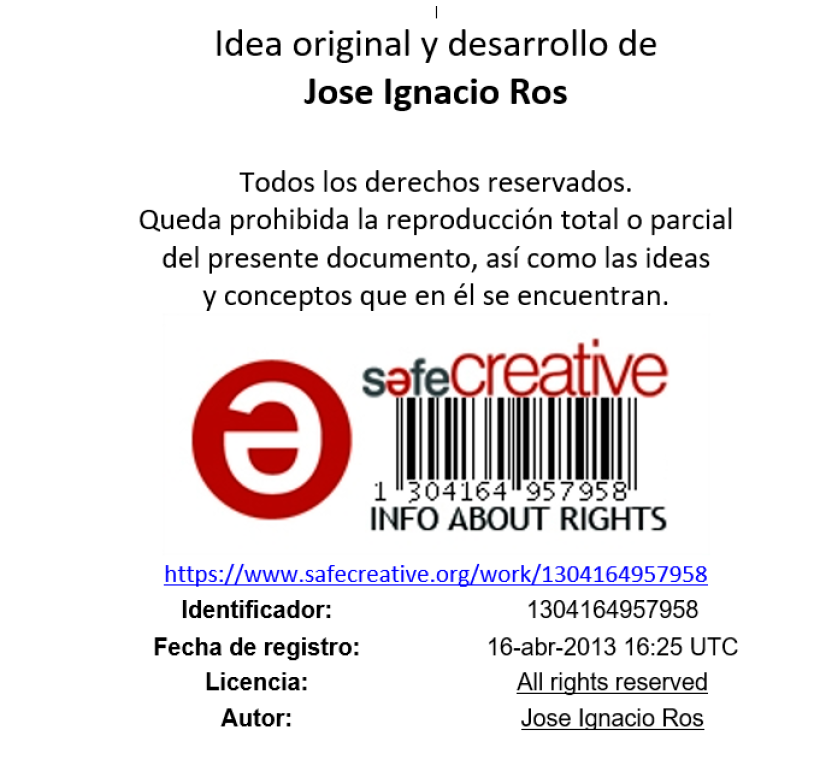 Idea original y desarrollo de
Jose Ignacio Ros
Todos los derechos reservados.
Queda prohibida la reproducción total o parcial
del presente documento, así como las ideas
y conceptos que en él se encuentran.
safeCreative
1 304164 957958
INFO ABOUT RIGHTS
https://www.safecreative.org/work/1304164957958
Identificador: 1304164957958
Fecha de registro: 16-abr-2013 16:25 UTC
Licencia: All rights reserved
Autor: Jose Ignacio Ros